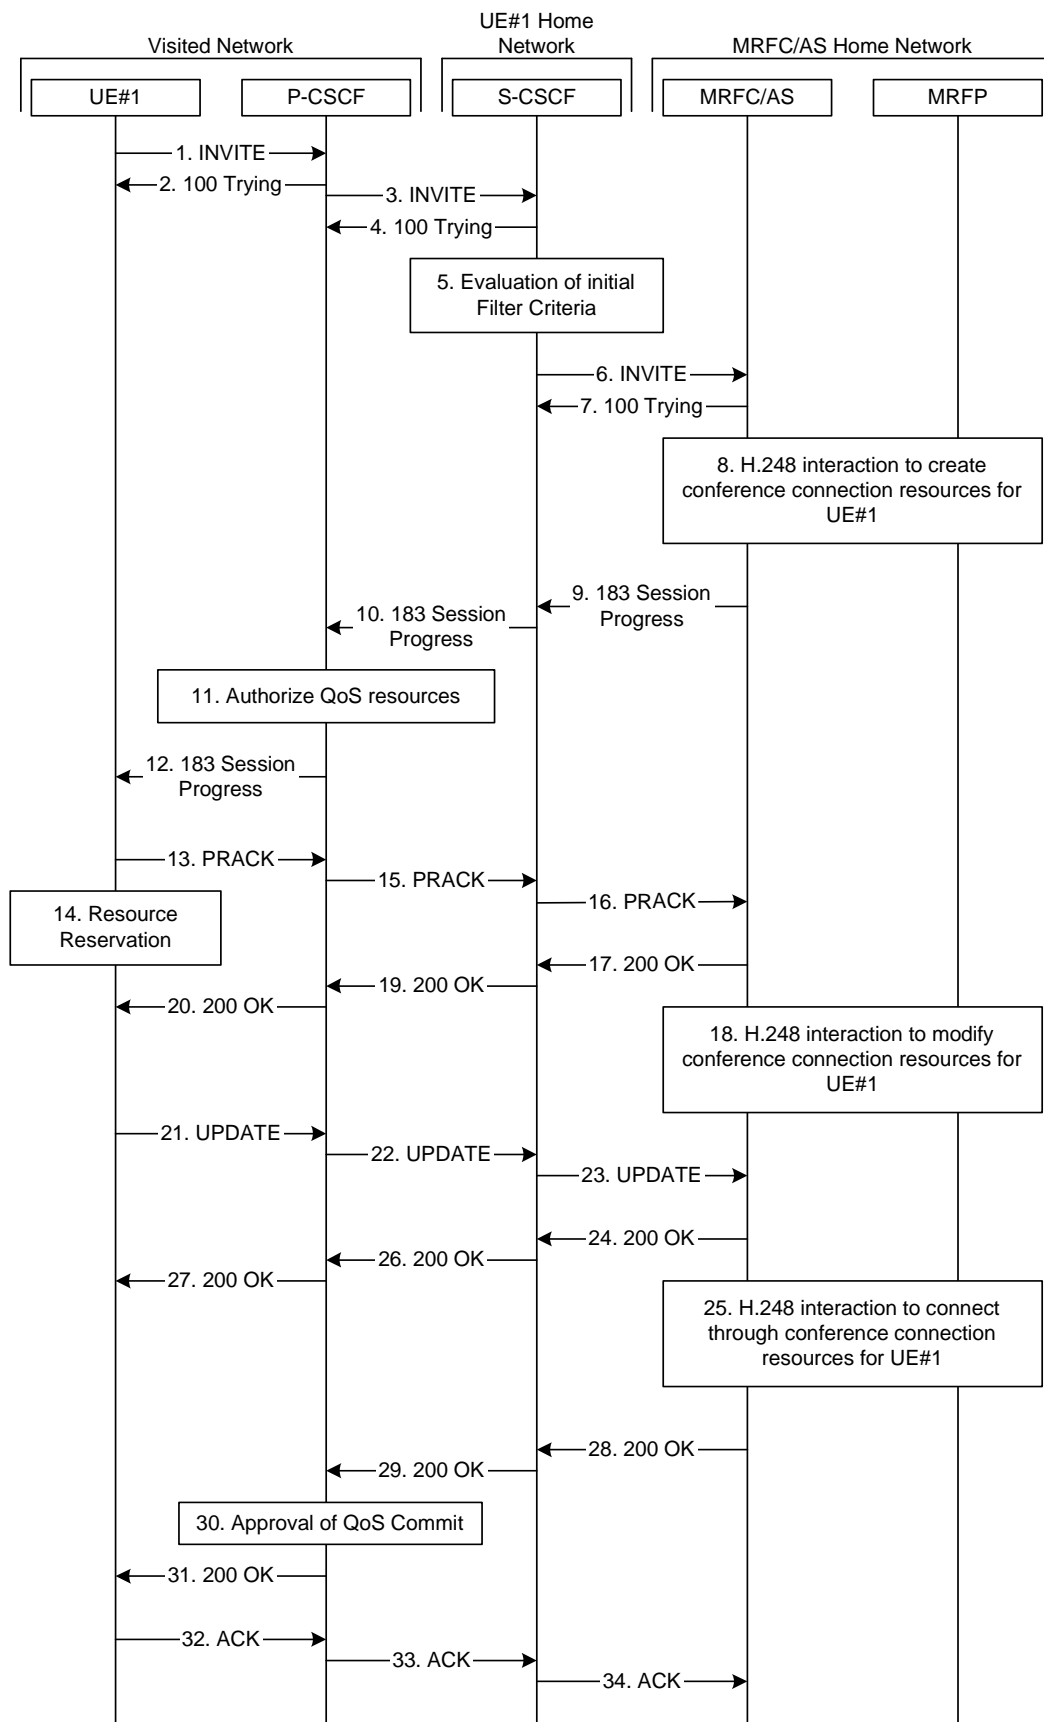 UE#1 Home
Network
Visited Network
MRFC/AS Home Network
UE#1
P-CSCF
S-CSCF
MRFC/AS
MRFP
1. INVITE
2. 100 Trying
3. INVITE
4. 100 Trying
5. Evaluation of initial
Filter Criteria
6. INVITE
7. 100 Trying
8. H.248 interaction to create
conference connection resources for
UE#1
9. 183 Session
Progress
10. 183 Session
Progress
11. Authorize QoS resources
12. 183 Session
Progress
13. PRACK
15. PRACK
16. PRACK
14. Resource
Reservation
17. 200 OK
19. 200 OK
20. 200 OK
18. H.248 interaction to modify
conference connection resources for
UE#1
21. UPDATE
22. UPDATE
23. UPDATE
24. 200 OK
26. 200 OK
27. 200 OK
25. H.248 interaction to connect
through conference connection
resources for UE#1
28. 200 OK
29. 200 OK
30. Approval of QoS Commit
31. 200 OK
32. ACK
33. ACK
34. ACK